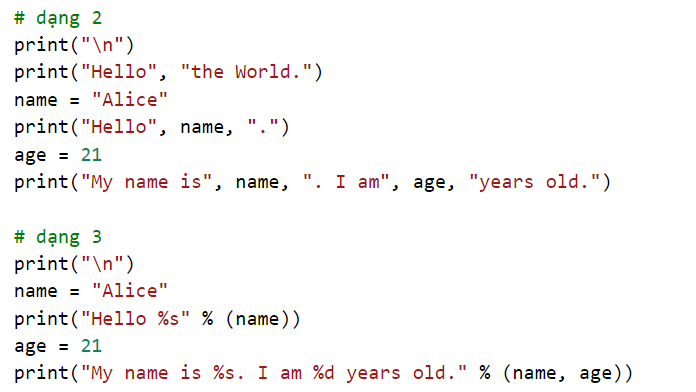 # dạng 2
print("\n")
print("Hello", "the World.")
name = "Alice"
print("Hello", name, ".")
age = 21
print("My name is", name, ". I am", age, "years old.")
# dạng 3
print("\n")
name = "Alice"
print("Hello %s" % (name))
age = 21
print("My name is %s. I am %d years old." % (name, age))